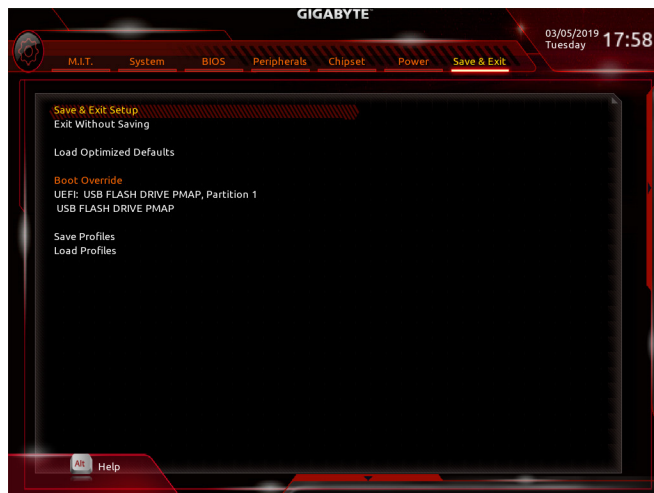 GIGABYTE™
03/05/2019
Tuesday
17:58
M.I.T. System BIOS Peripherals Chipset Power Save & Exit
Save & Exit Setup
Exit Without Saving
Load Optimized Defaults
Boot Override
UEFI: USB FLASH DRIVE PMAP, Partition 1
USB FLASH DRIVE PMAP
Save Profiles
Load Profiles
Alt Help